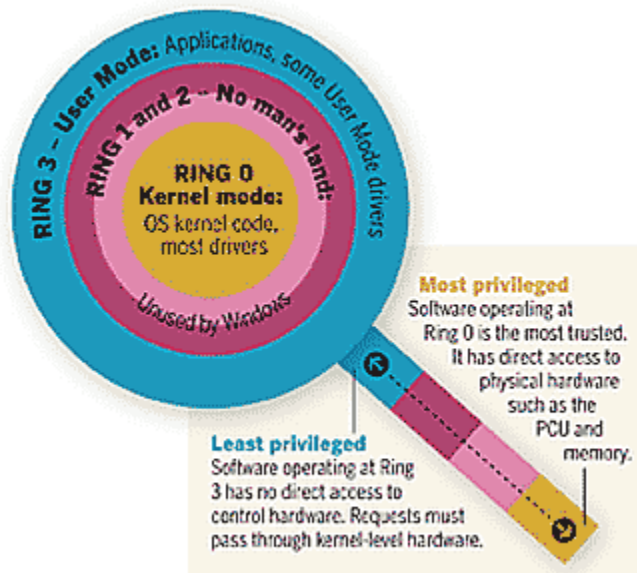 RING 3 – User Mode: Applications, some User Mode drivers
RING 1 and 2 – No man's land:
Unused by Windows
RING 0
Kernel mode:
OS kernel code,
most drivers
Most privileged
Software operating at
Ring 0 is the most trusted.
It has direct access to
physical hardware
such as the
PCU and
memory.
Least privileged
Software operating at Ring
3 has no direct access to
control hardware. Requests must
pass through kernel-level hardware.